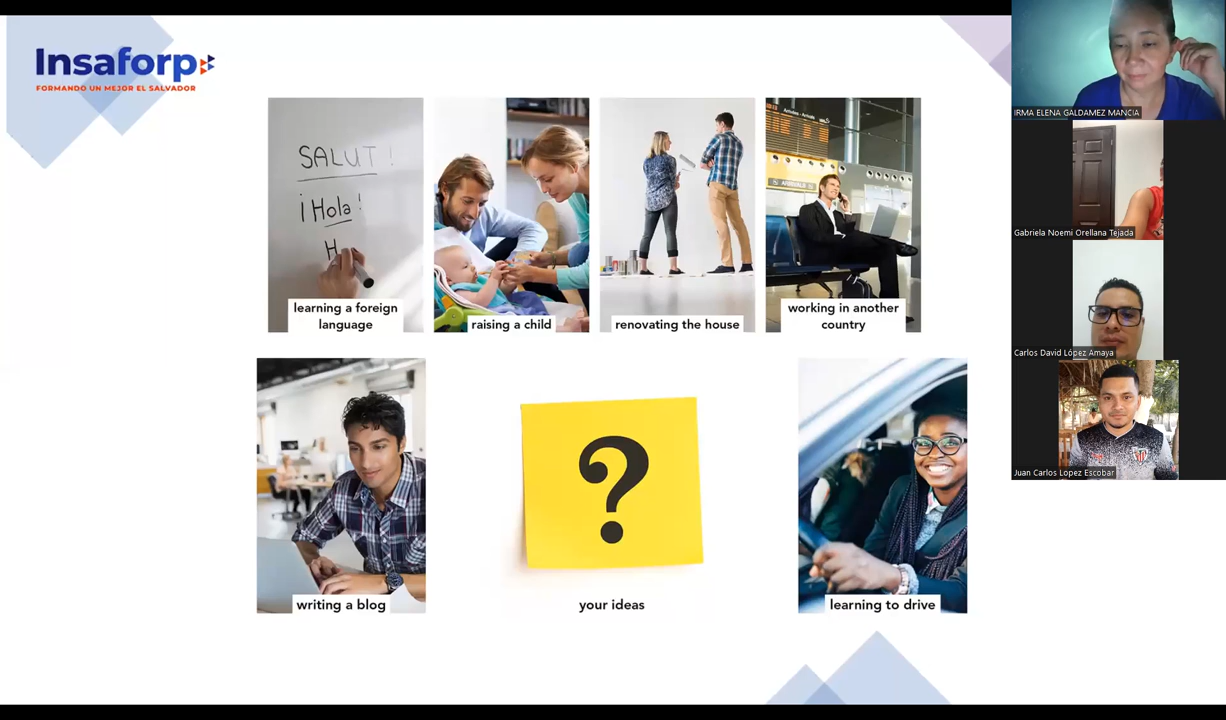 Insaforp
FORMANDO UN MEJOR EL SALVADOR
SALUT !
¡Hola!
H
learning a foreign
language
raising a child
renovating the house
ARRIVALS
working in another
country
writing a blog
?
your ideas
learning to drive
IRMA ELENA GALDAMEZ MANCIA
Gabriela Noemi Orellana Tejada
Carlos David López Amaya
Juan Carlos Lopez Escobar